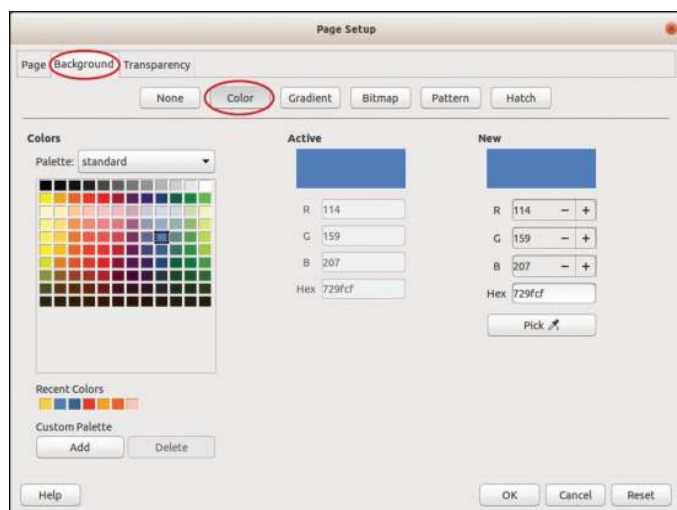 Page Setup
Page Background Transparency
None Color Gradient Bitmap Pattern Hatch
Colors Active New
Palette: standard
R 114 R 114 − +
G 159 G 159 − +
B 207 B 207 − +
Hex 729fcf Hex 729fcf
Pick
Recent Colors
Custom Palette
Add Delete
Help OK Cancel Reset